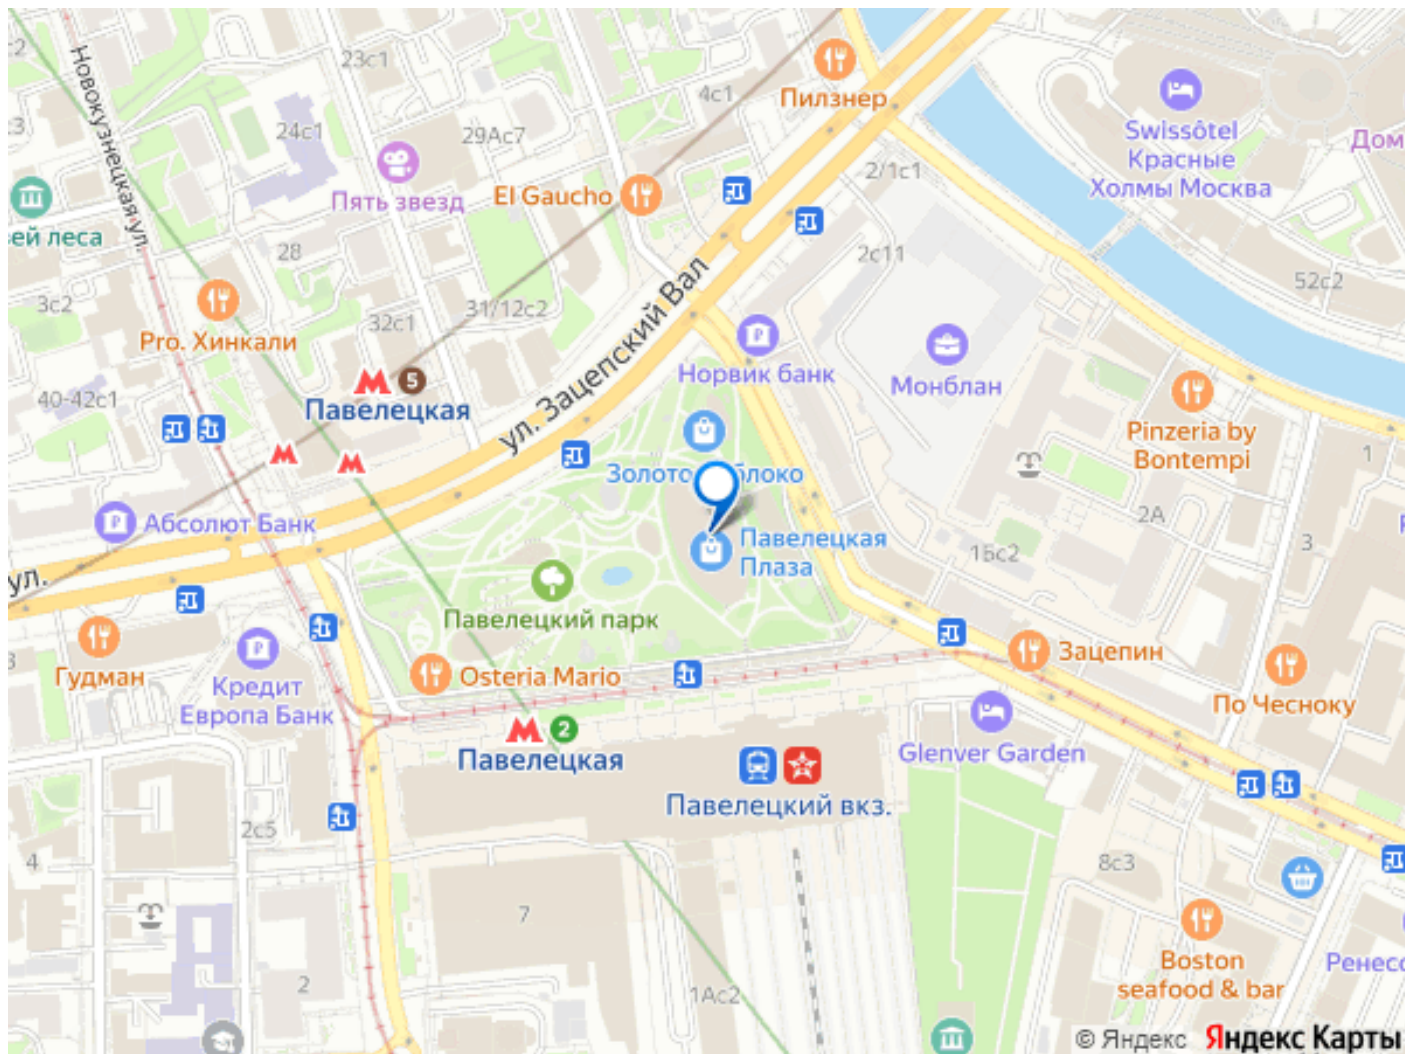 Новокузнецкая ул.
23с1
4с1
Пилзнер
Swissôtel
Красные
Холмы Москва
Дом
24с1
29Ас7
Пять звезд
El Gaucho
2/1с1
ей леса
28
2с11
52с2
3с2
31/12с2
32с1
Pro. Хинкали
ул. Зацепский Вал
Норвик банк
Монблан
5
Павелецкая
40-42с1
Pinzeria by
Bontempi
1
Абсолют Банк
Павелецкая
Плаза
2А
3
1Бс2
ул.
Павелецкий парк
Гудман
Кредит
Европа Банк
Osteria Mario
Зацепин
По Чесноку
2
Павелецкая
Glenver Garden
Павелецкий вкз.
2с5
4
8с3
7
2
1Ас2
Boston
seafood & bar
Ренесс
© Яндекс Яндекс Карты